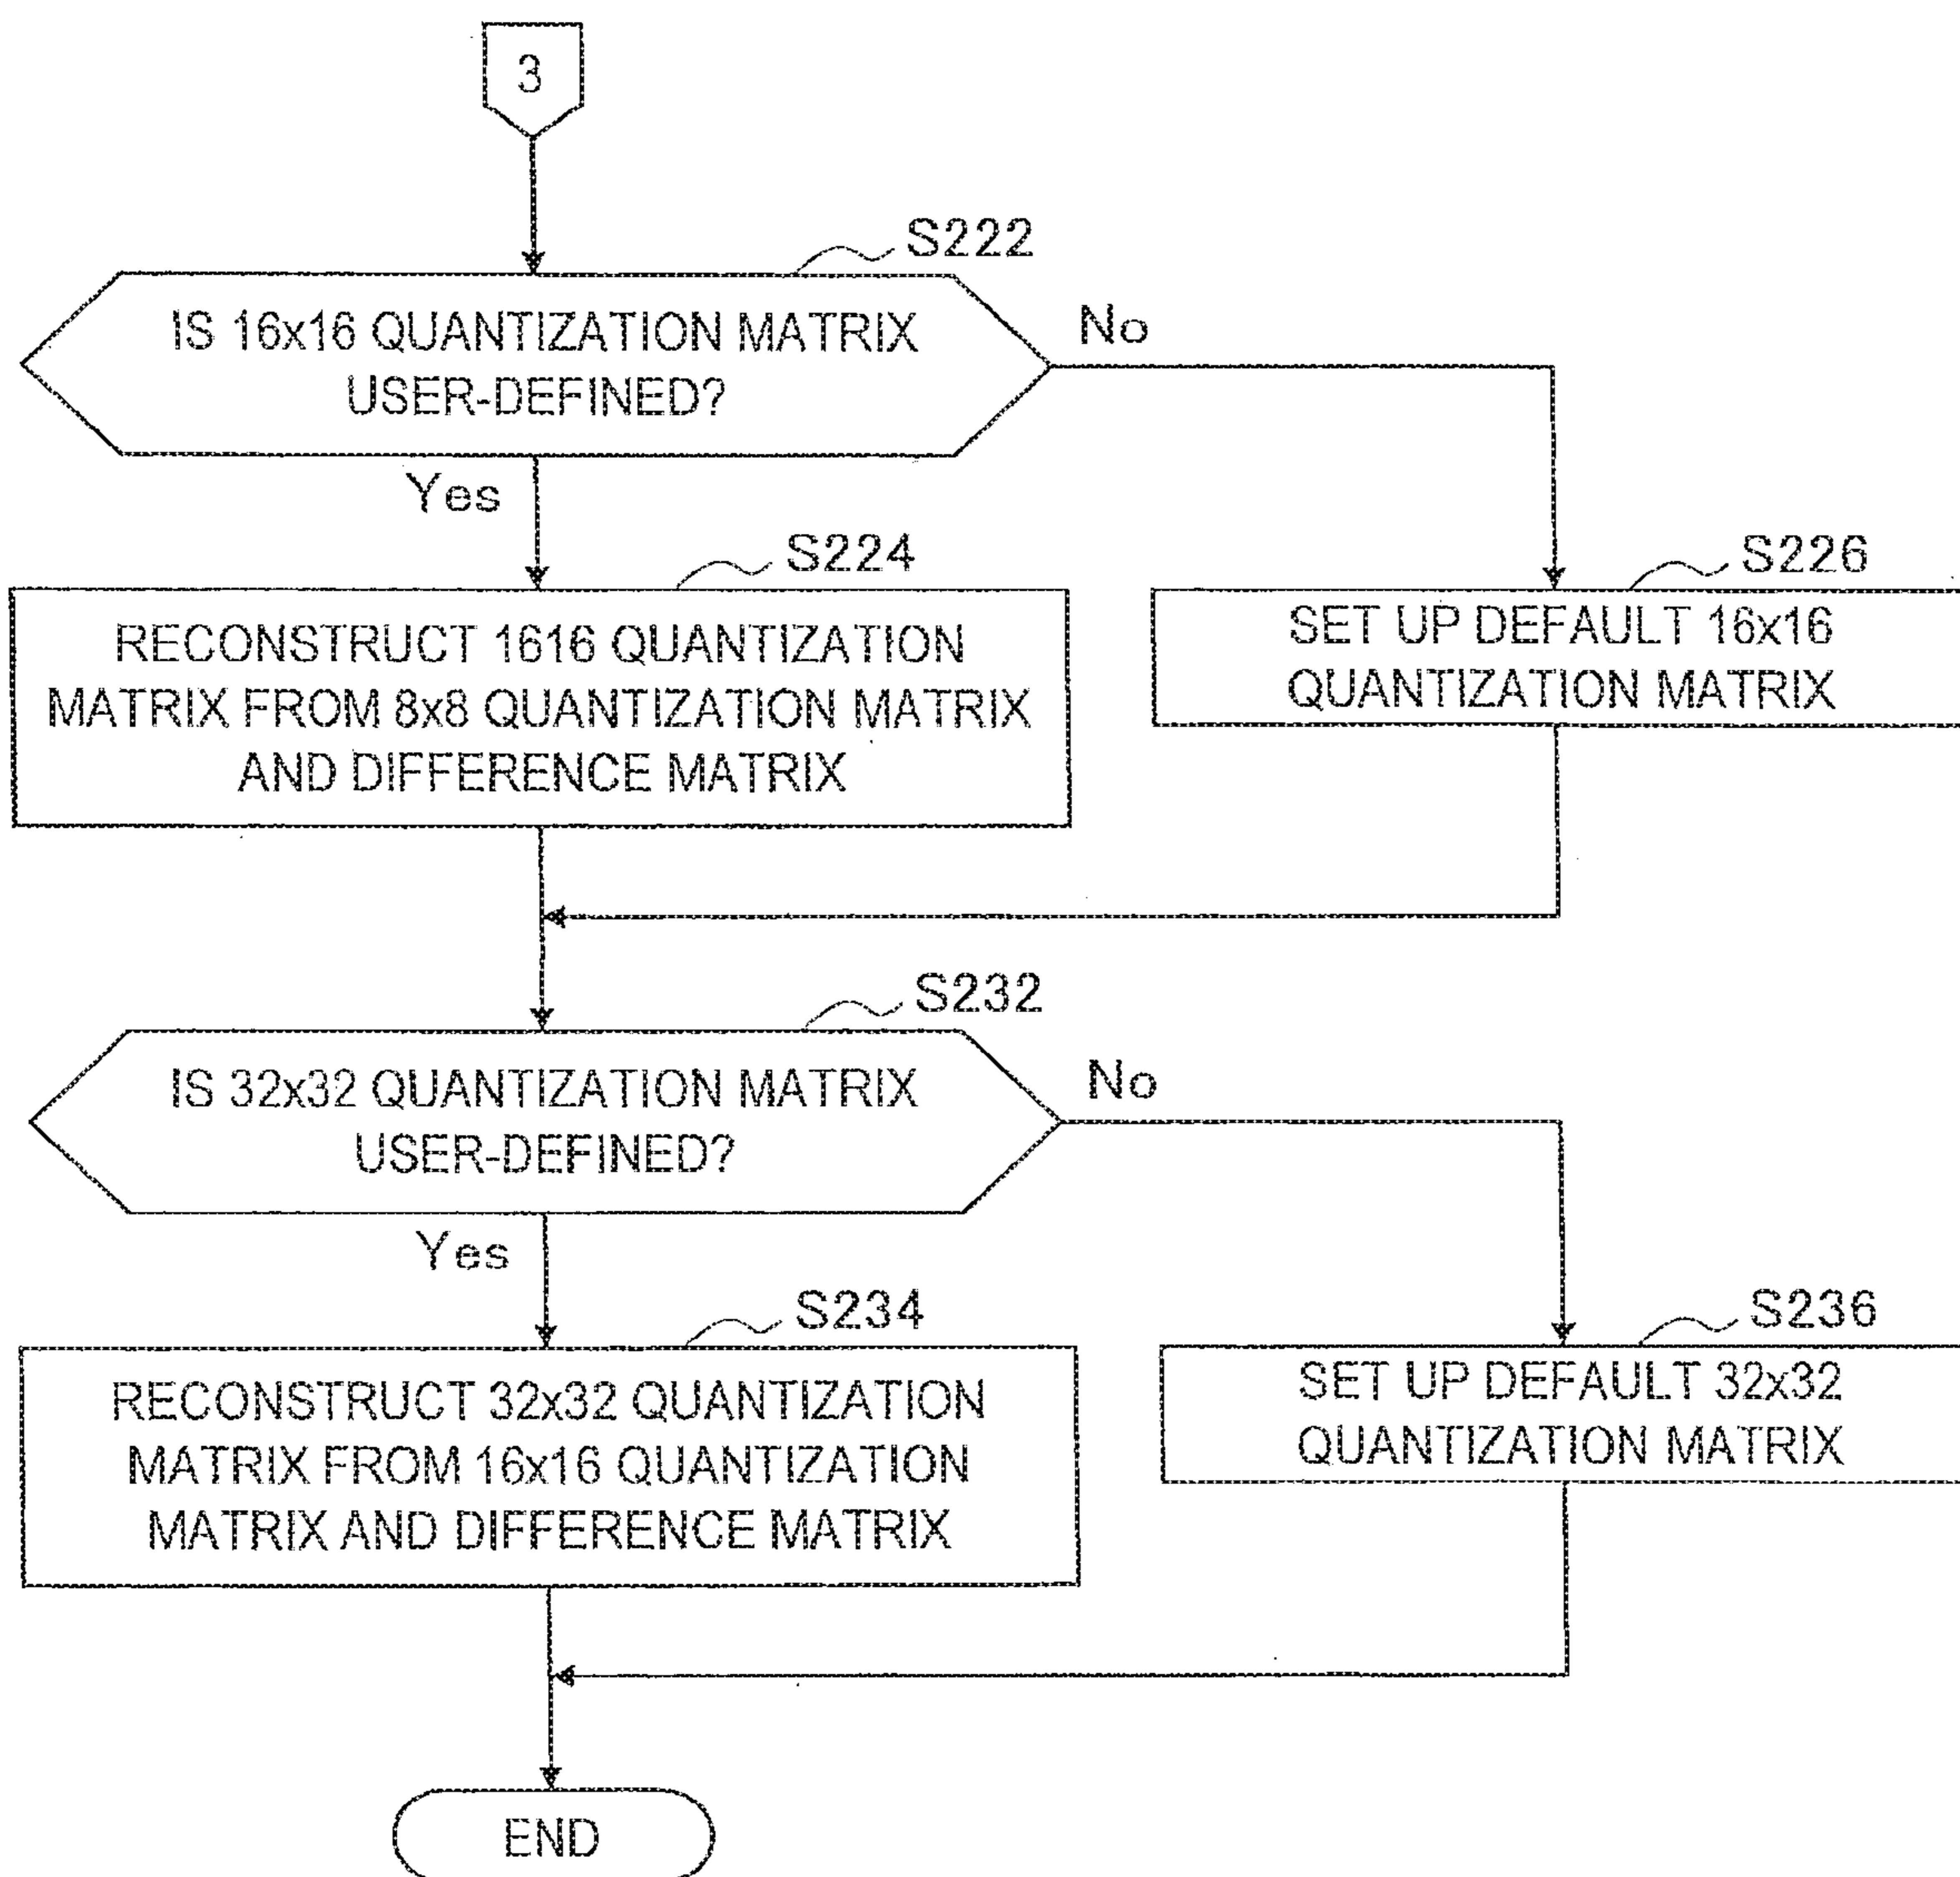 3
S222
IS 16x16 QUANTIZATION MATRIX
USER-DEFINED?
No
Yes
S224
S226
RECONSTRUCT 1616 QUANTIZATION
MATRIX FROM 8x8 QUANTIZATION MATRIX
AND DIFFERENCE MATRIX
SET UP DEFAULT 16x16
QUANTIZATION MATRIX
S232
IS 32x32 QUANTIZATION MATRIX
USER-DEFINED?
No
Yes
S234
S236
RECONSTRUCT 32x32 QUANTIZATION
MATRIX FROM 16x16 QUANTIZATION
MATRIX AND DIFFERENCE MATRIX
SET UP DEFAULT 32x32
QUANTIZATION MATRIX
END